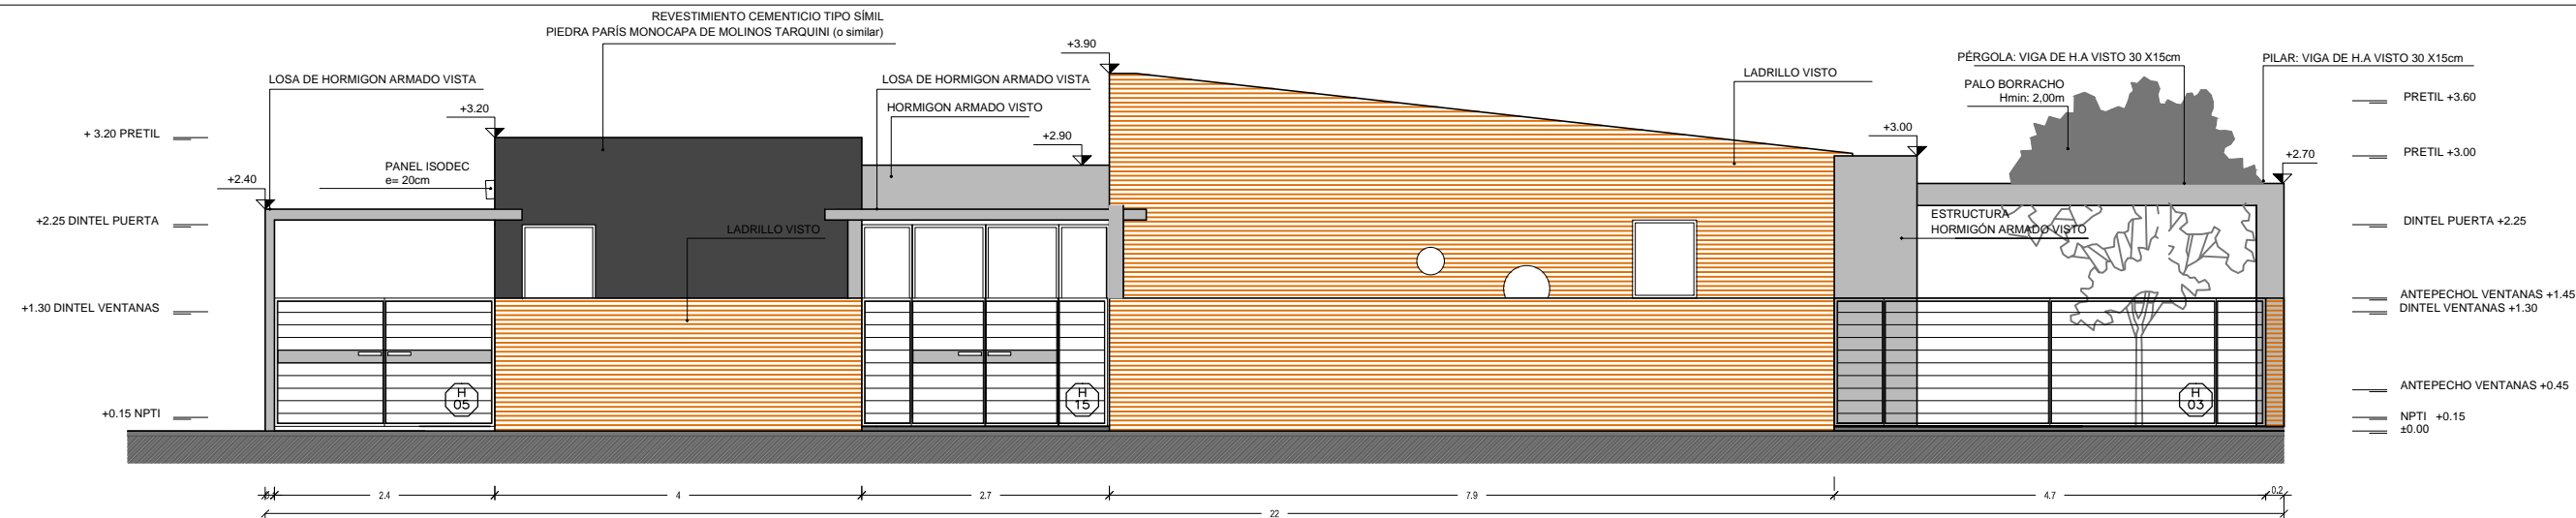 REVESTIMIENTO CEMENTICIO TIPO SÍMIL
PIEDRA PARÍS MONOCAPA DE MOLINOS TARQUINI (o similar)
+3.90
PÉRGOLA: VIGA DE H.A VISTO 30 X15cm
PILAR: VIGA DE H.A VISTO 30 X15cm
LOSA DE HORMIGON ARMADO VISTA
LOSA DE HORMIGON ARMADO VISTA
LADRILLO VISTO
PALO BORRACHO
Hmin: 2,00m
PRETIL +3.60
+3.20
HORMIGON ARMADO VISTO
+ 3.20 PRETIL
+2.90
+3.00
PRETIL +3.00
+2.70
PANEL ISODEC
e= 20cm
+2.40
+2.25 DINTEL PUERTA
LADRILLO VISTO
ESTRUCTURA
HORMIGÓN ARMADO VISTO
DINTEL PUERTA +2.25
+1.30 DINTEL VENTANAS
ANTEPECHOL VENTANAS +1.45
DINTEL VENTANAS +1.30
ANTEPECHO VENTANAS +0.45
H
05
H
15
H
03
+0.15 NPTI
NPTI +0.15
±0.00
2.4
4
2.7
7.9
4.7
0.2
22